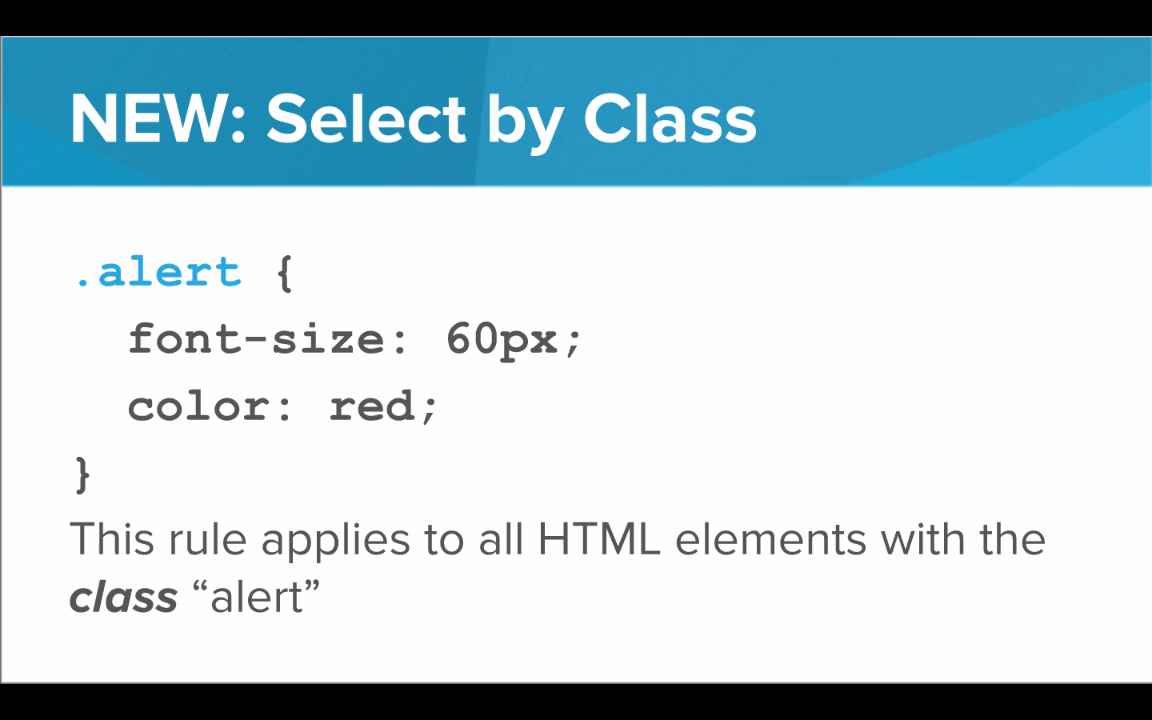 NEW: Select by Class
.alert {
font-size: 60px;
color: red;
}
This rule applies to all HTML elements with the
class “alert”